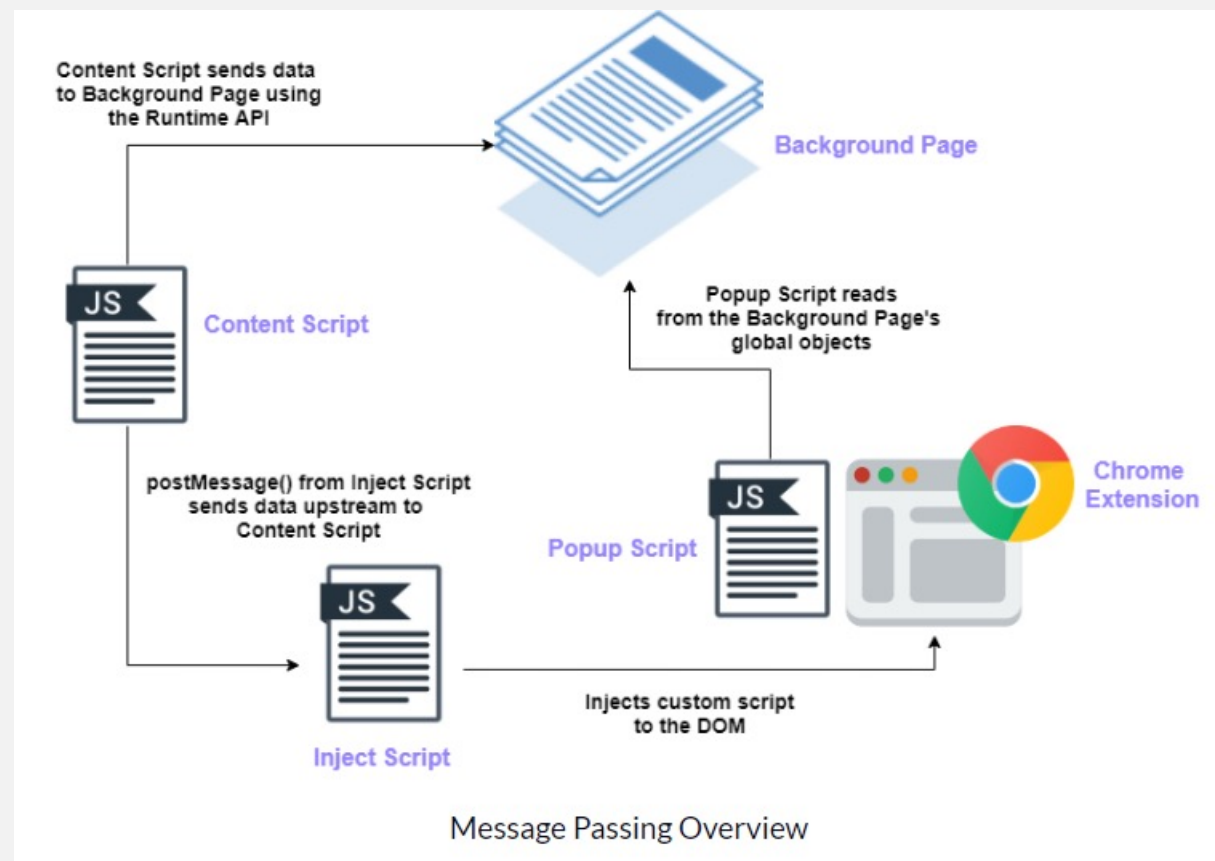 Content Script sends data
to Background Page using
the Runtime API
Background Page
JS
Content Script
Popup Script reads
from the Background Page's
global objects
postMessage() from Inject Script
sends data upstream to
Content Script
JS
Popup Script
Chrome
Extension
JS
Inject Script
Injects custom script
to the DOM
Message Passing Overview